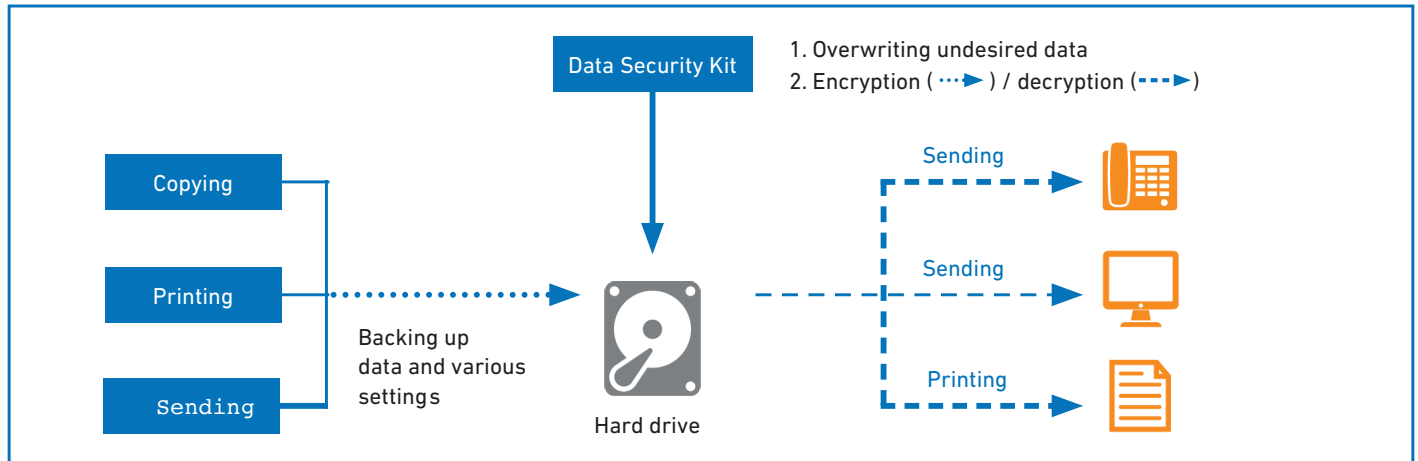 Data Security Kit
1. Overwriting undesired data
2. Encryption ( ) / decryption ( )
Copying
Printing
Sending
Backing up
data and various
settings
Hard drive
Sending
Sending
Printing